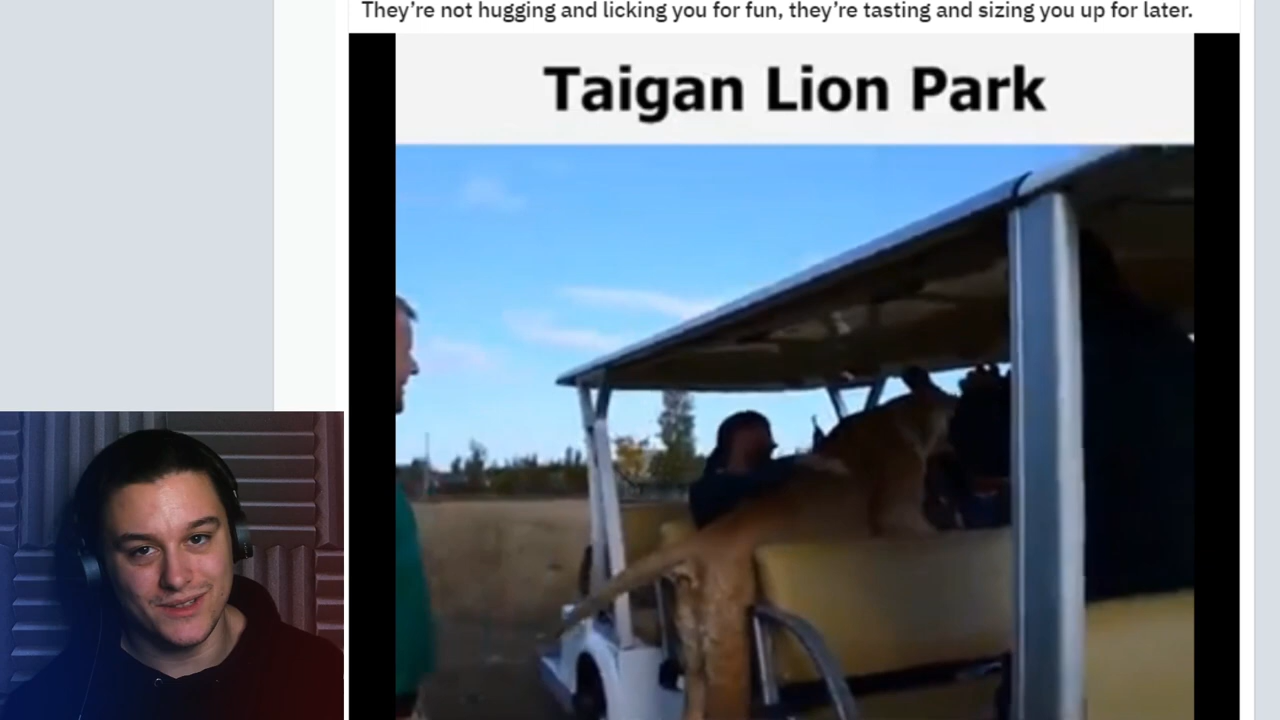 They're not hugging and licking you for fun, they're tasting and sizing you up for later.
Taigan Lion Park